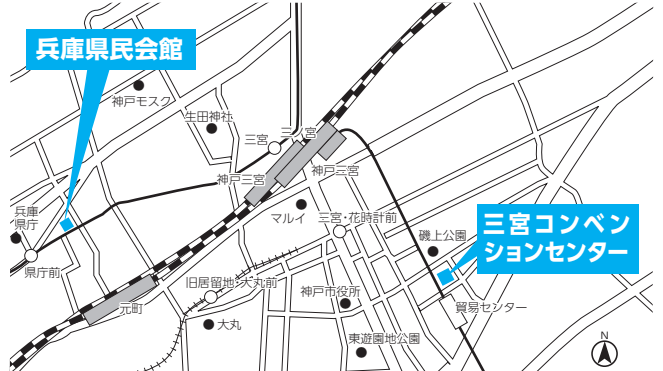 兵庫県民会館
神戸モスク
生田神社
三宮
三ノ宮
神戸三宮
神戸三宮
兵庫
県庁
マルイ
三宮・花時計前
三宮コンベン
ションセンター
磯上公園
県庁前
旧居留地・大丸前
神戸市役所
貿易センター
元町
大丸
東遊園地公園
N